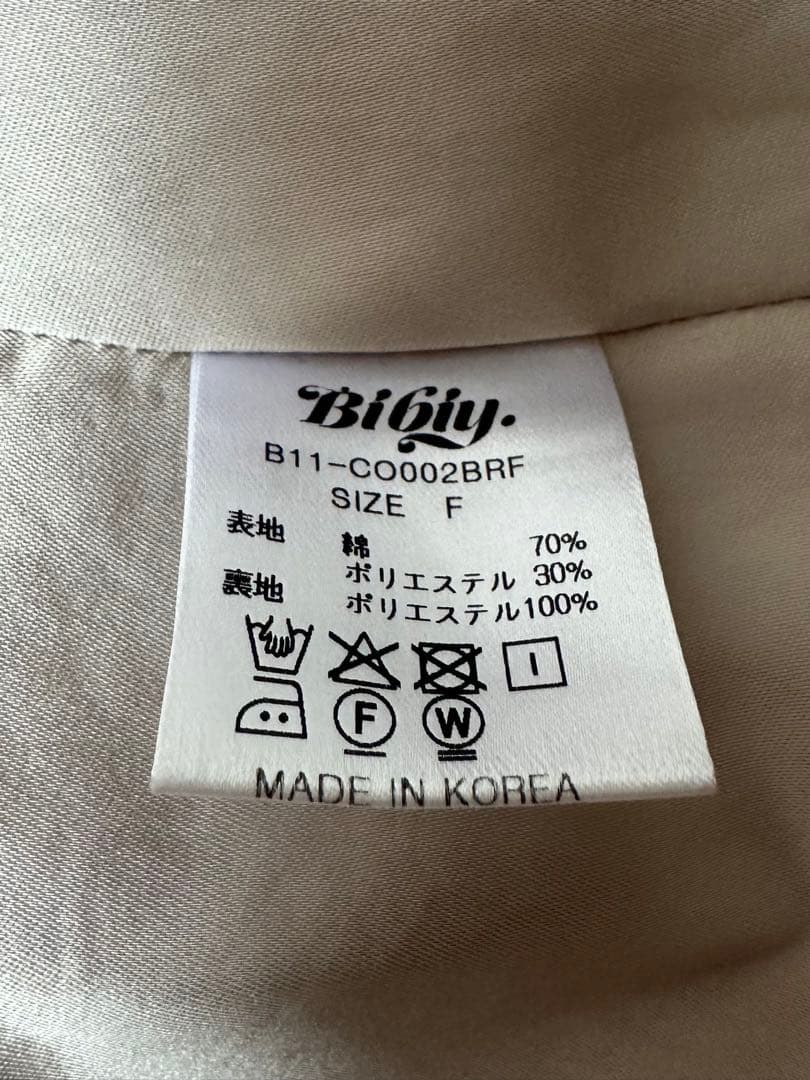 Bibiy.
B11-CO002BRF
SIZE F
表地 綿 70%
ポリエステル 30%
裏地 ポリエステル100%
F W
MADE IN KOREA